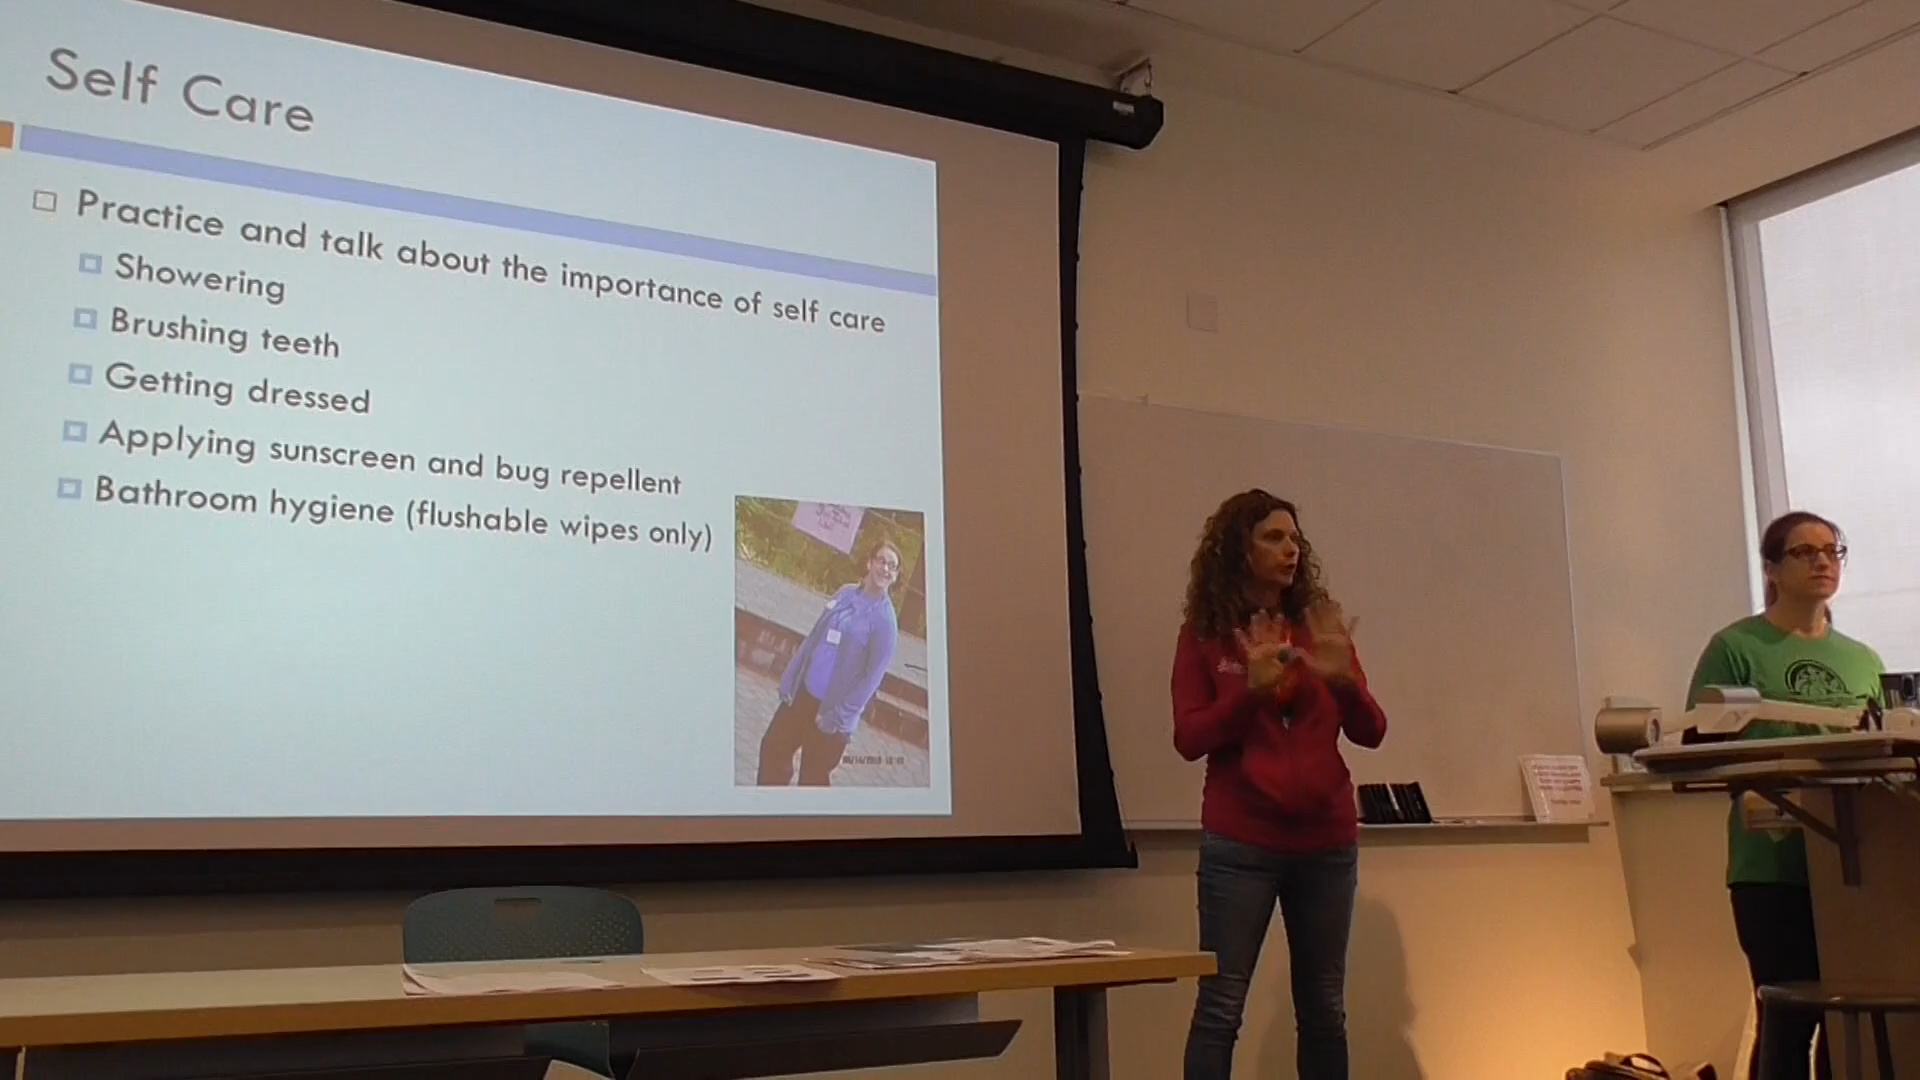 Self Care
Practice and talk about the importance of self care
Showering
Brushing teeth
Getting dressed
Applying sunscreen and bug repellent
Bathroom hygiene (flushable wipes only)